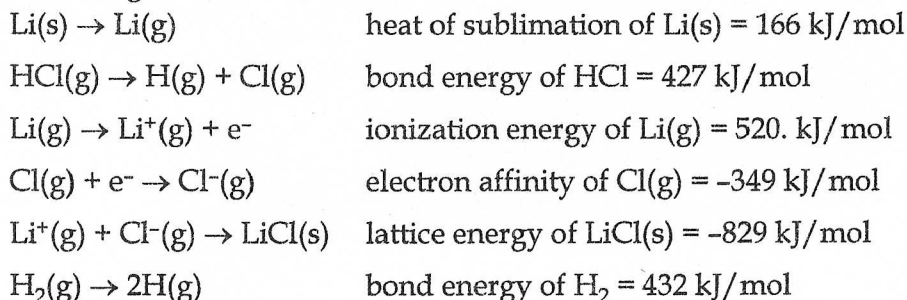 Li(s) → Li(g) heat of sublimation of Li(s) = 166 kJ/mol
HCl(g) → H(g) + Cl(g) bond energy of HCl = 427 kJ/mol
Li(g) → Li⁺(g) + e⁻ ionization energy of Li(g) = 520. kJ/mol
Cl(g) + e⁻ → Cl⁻(g) electron affinity of Cl(g) = –349 kJ/mol
Li⁺(g) + Cl⁻(g) → LiCl(s) lattice energy of LiCl(s) = –829 kJ/mol
H₂(g) → 2H(g) bond energy of H₂ = 432 kJ/mol